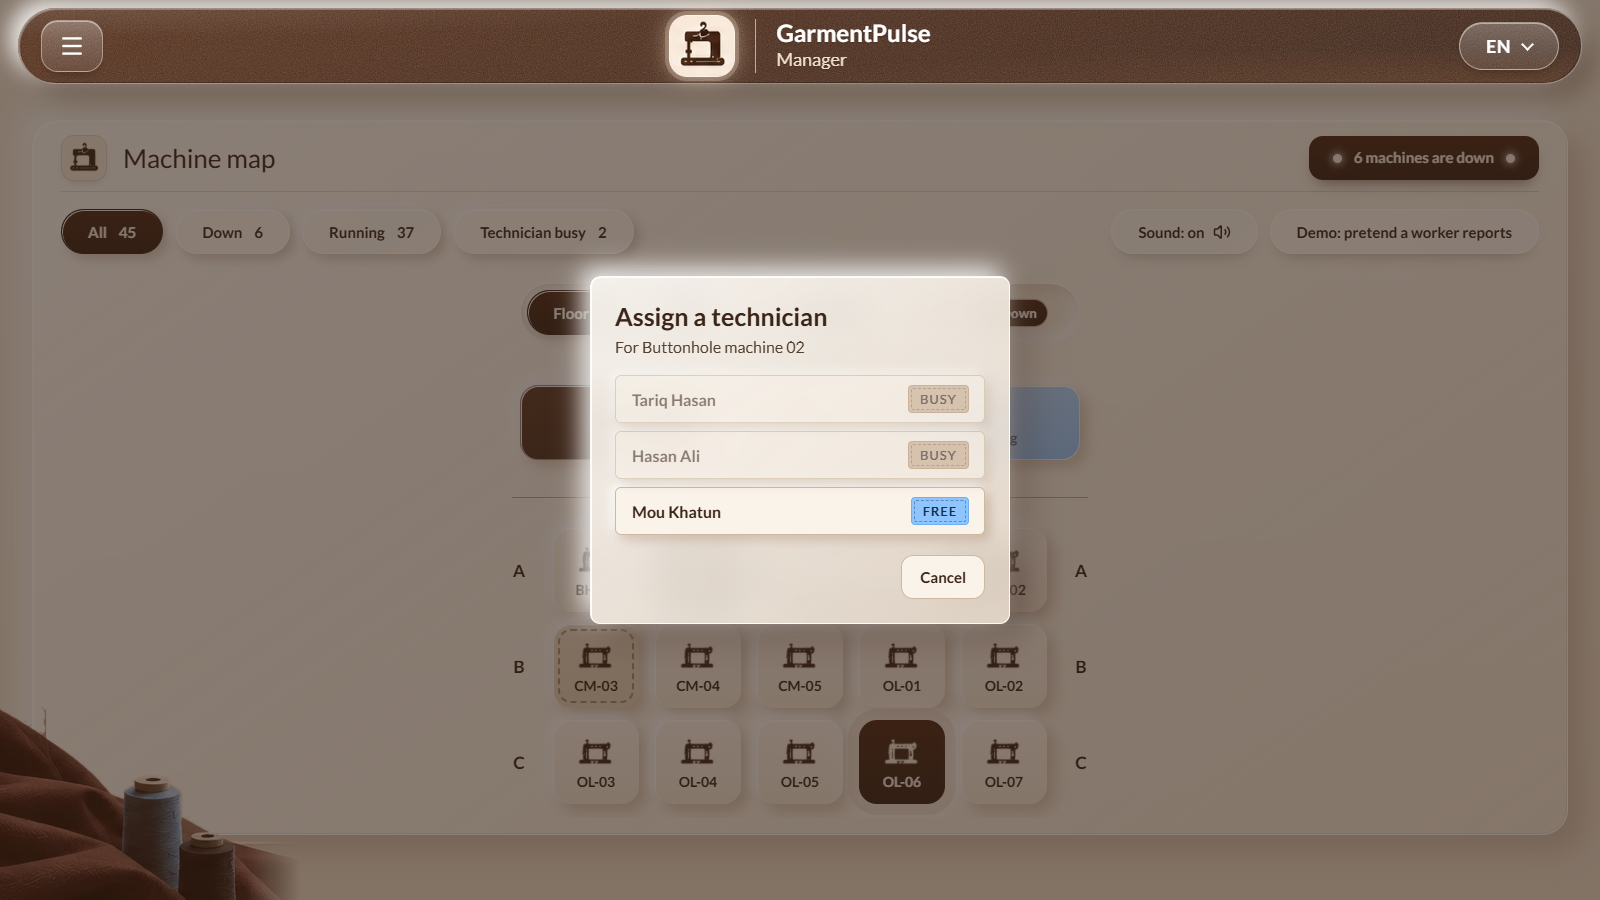 GarmentPulse
Manager
EN
Machine map
6 machines are down
All 45
Down 6
Running 37
Technician busy 2
Sound: on
Demo: pretend a worker reports
Floor
Assign a technician
For Buttonhole machine 02
Tariq Hasan BUSY
Hasan Ali BUSY
Mou Khatun FREE
Cancel
A A
B CM-03 CM-04 CM-05 OL-01 OL-02 B
C OL-03 OL-04 OL-05 OL-06 OL-07 C